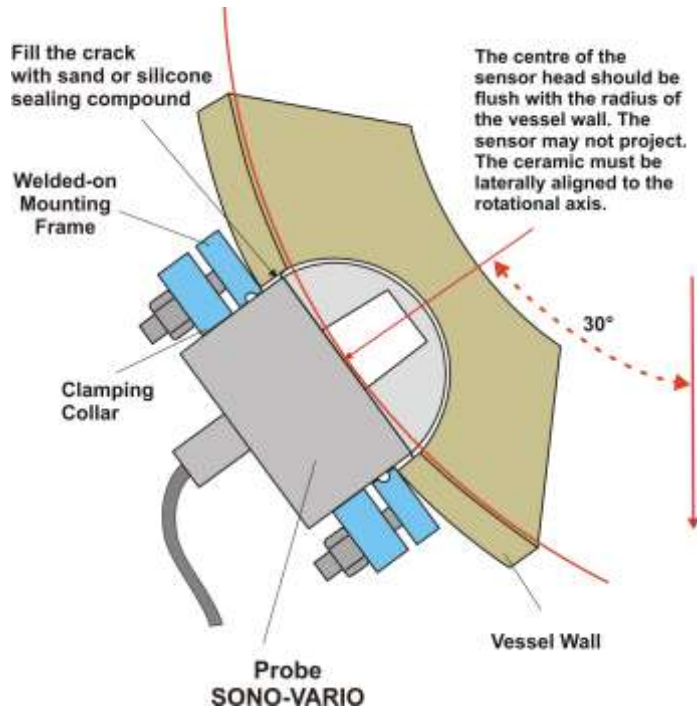 Fill the crack
with sand or silicone
sealing compound
The centre of the
sensor head should be
flush with the radius of
the vessel wall. The
sensor may not project.
The ceramic must be
laterally aligned to the
rotational axis.
Welded-on
Mounting
Frame
30°
Clamping
Collar
Vessel Wall
Probe
SONO-VARIO